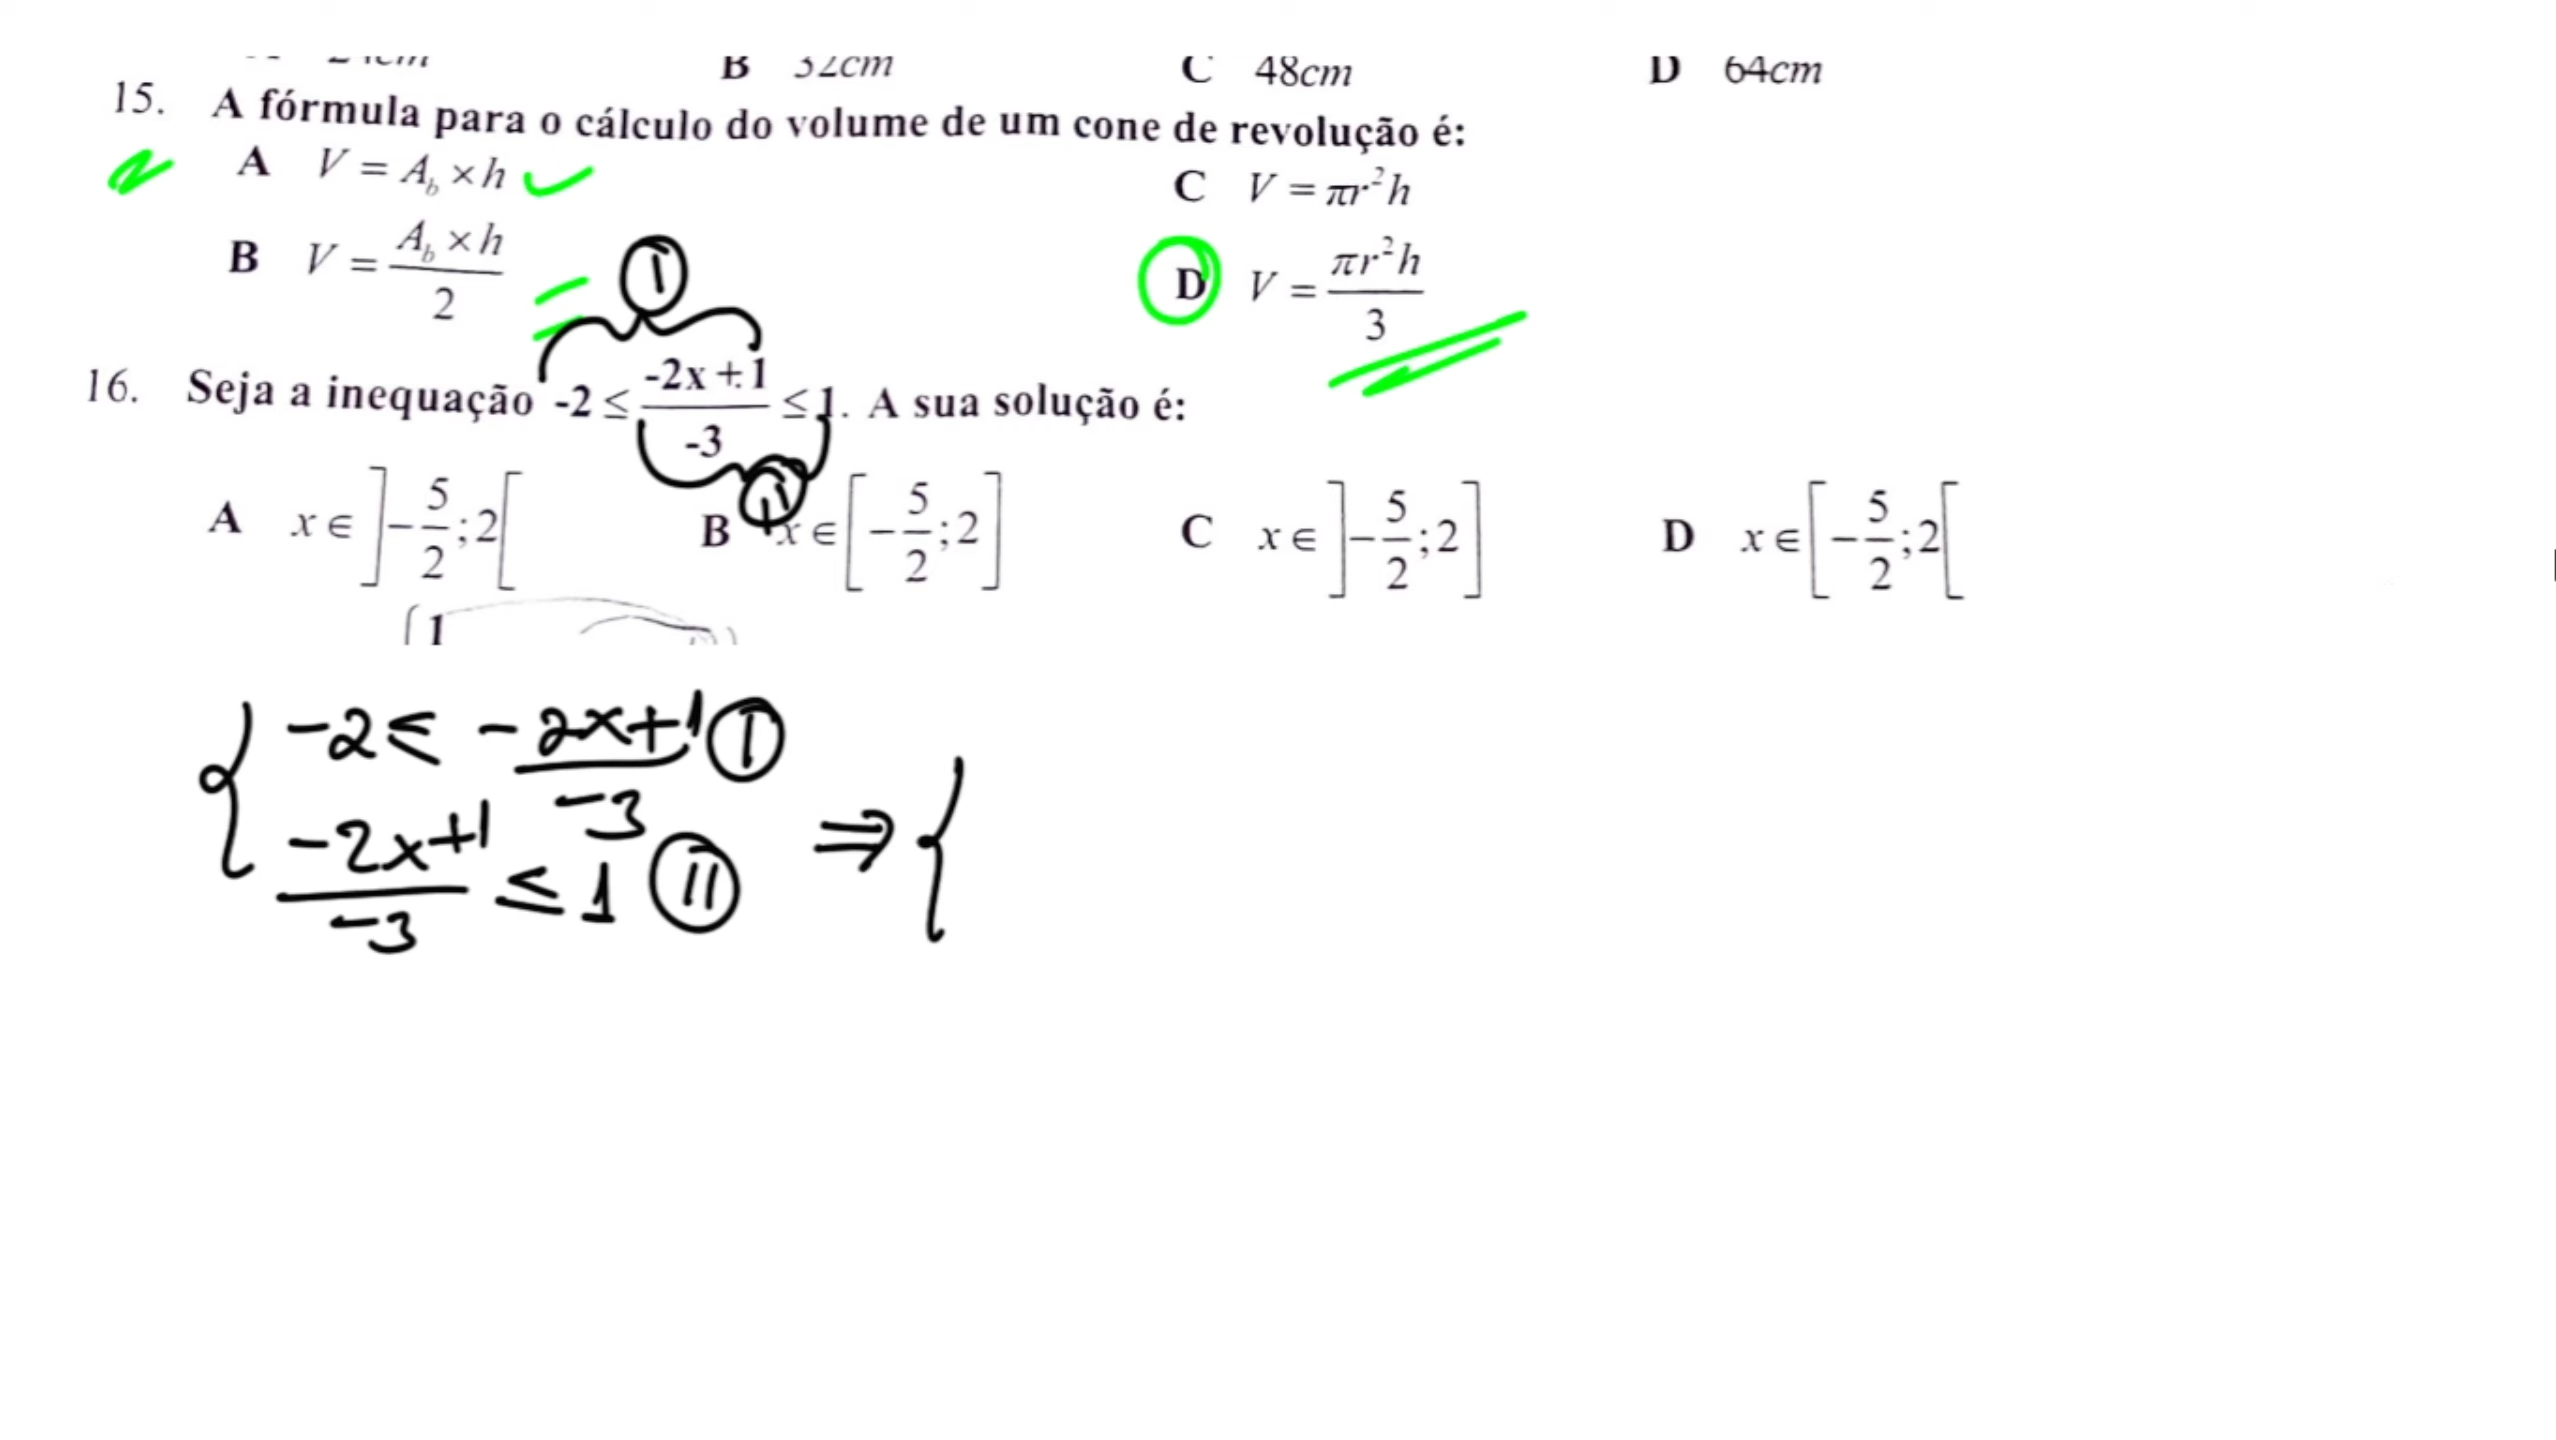 B 32cm C 48cm D 64cm
15. A fórmula para o cálculo do volume de um cone de revolução é:
A V = A_b × h
C V = πr²h
B V = (A_b × h)/2
D V = πr²h/3
I
16. Seja a inequação -2 ≤ (-2x+1)/-3 ≤ 1. A sua solução é:
II
A x ∈ ]-5/2;2[ B x ∈ [-5/2;2] C x ∈ ]-5/2;2] D x ∈ [-5/2;2[
1
{ -2 ≤ (-2x+1)/-3 I
(-2x+1)/-3 ≤ 1 II ⇒ {